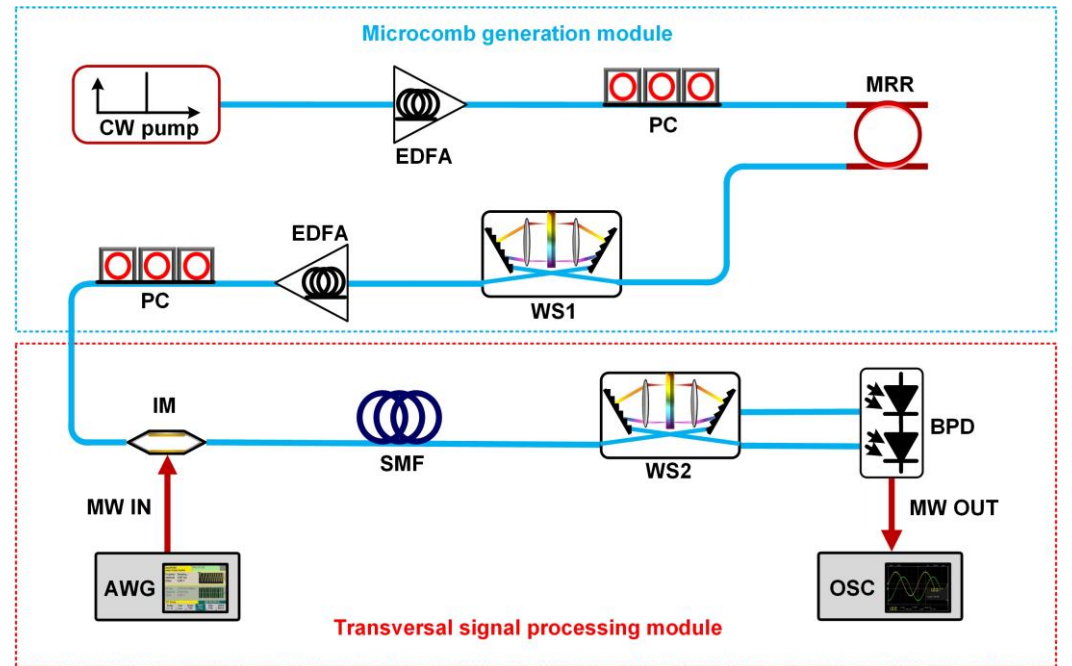 Microcomb generation module
CW pump
EDFA
PC
MRR
EDFA
PC
WS1
IM
SMF
WS2
BPD
MW IN
MW OUT
AWG
OSC
Transversal signal processing module